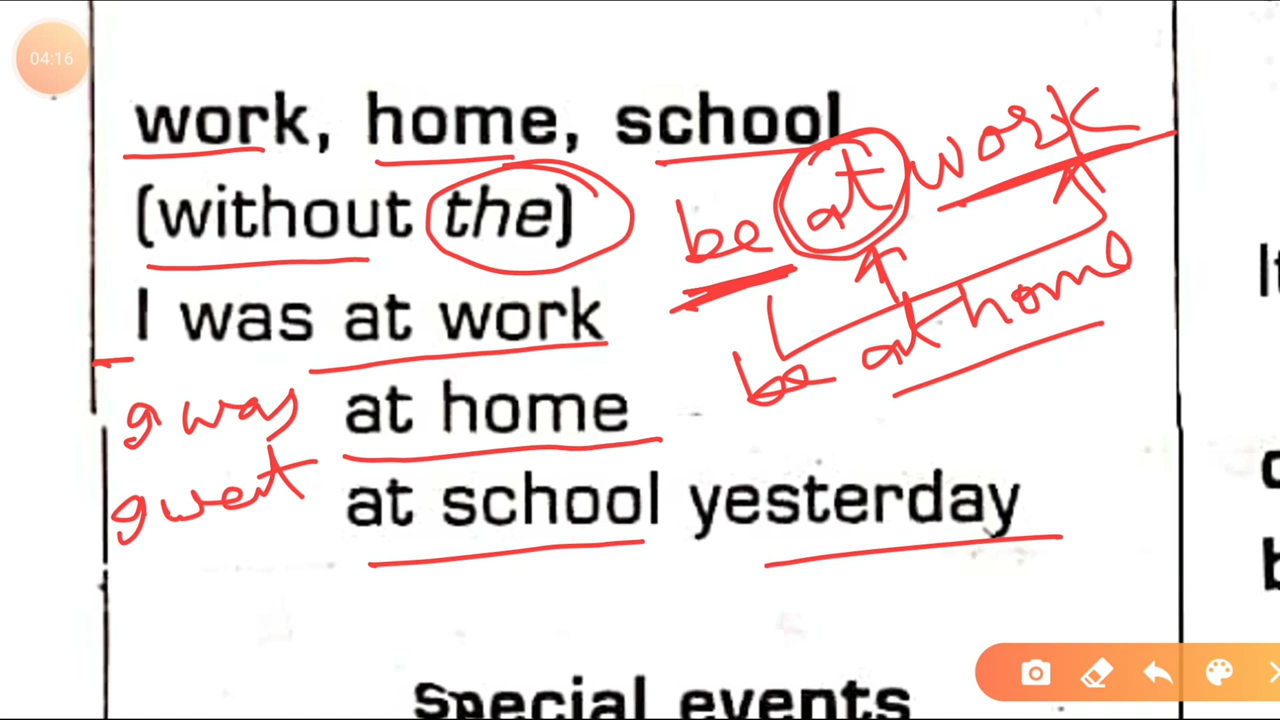 04:16
work, home, school
(without the)
be at work
I was at work
be at home
I was at home
I went at school yesterday
Special events